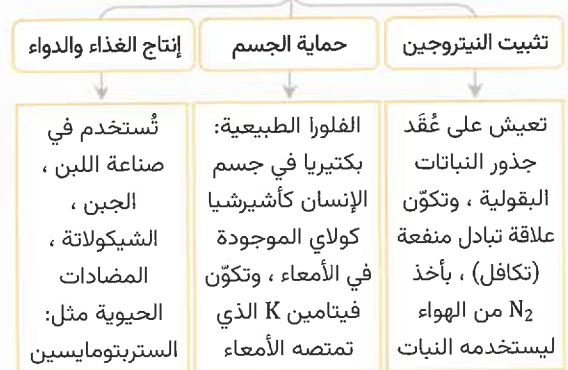 تثبيت النيتروجين
تعيش على عُقَد
جذور النباتات
البقولية ، وتكوّن
علاقة تبادل منفعة
(تكافل) ، بأخذ
N₂ من الهواء
ليستخدمه النبات
حماية الجسم
الفلورا الطبيعية:
بكتيريا في جسم
الإنسان كأشيرشيا
كولاي الموجودة
في الأمعاء ، وتكوّن
فيتامين K الذي
تمتصه الأمعاء
إنتاج الغذاء والدواء
تُستخدم في
صناعة اللبن ،
الجبن ،
الشيكولاتة ،
المضادات
الحيوية مثل:
الستربتومايسين